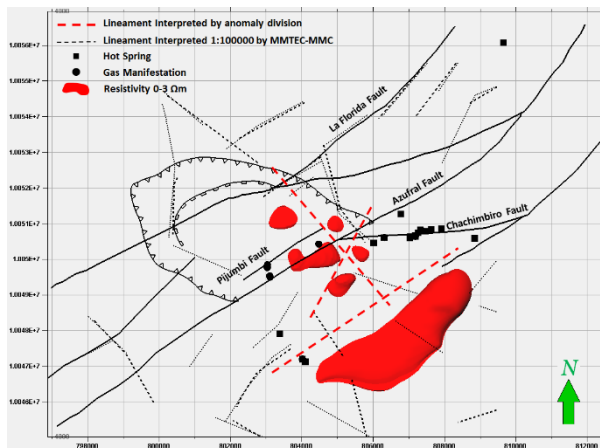 Lineament Interpreted by anomaly division
Lineament Interpreted 1:100000 by MMTEC-MMC
Hot Spring
Gas Manifestation
Resistivity 0-3 Ωm
1.0056E+7
1.0055E+7
1.0054E+7
1.0053E+7
1.0052E+7
1.0051E+7
1.005E+7
1.0049E+7
1.0048E+7
1.0047E+7
1.0046E+7
La Florida Fault
Azufral Fault
Chachimbiro Fault
Pijumbi Fault
N
798000 800000 802000 804000 806000 808000 810000 812000